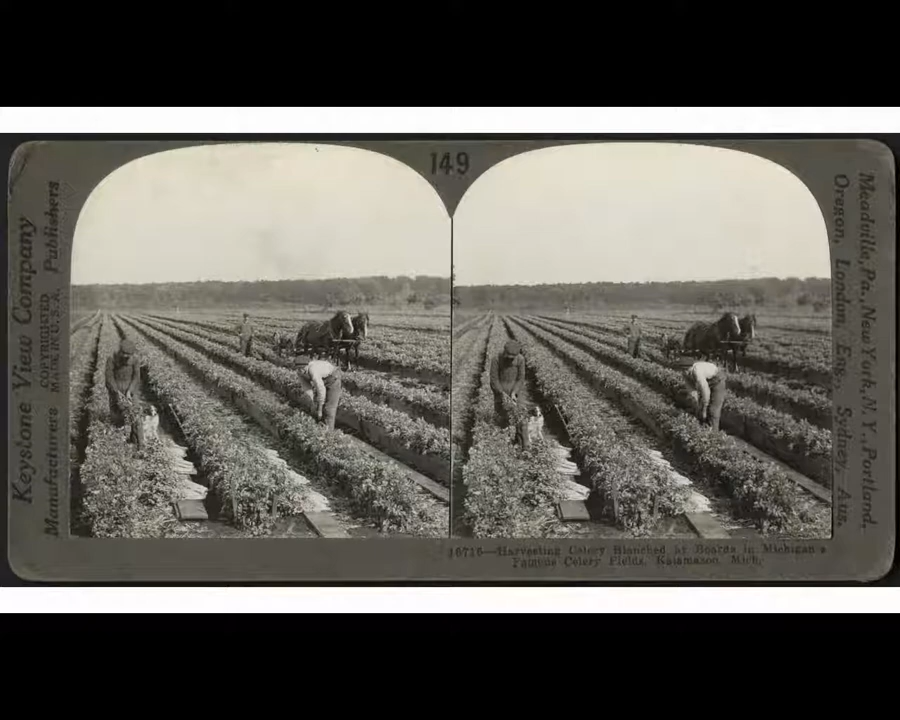 149
Keystone View Company
Manufacturers Publishers
COPYRIGHTED
MADE IN U.S.A.
Meadville, Pa., New York, N. Y., Portland,
Oregon, London, Eng., Sydney, Aus.
16716—Harvesting Celery Blanched by Boards in Michigan's
Famous Celery Fields, Kalamazoo, Mich.